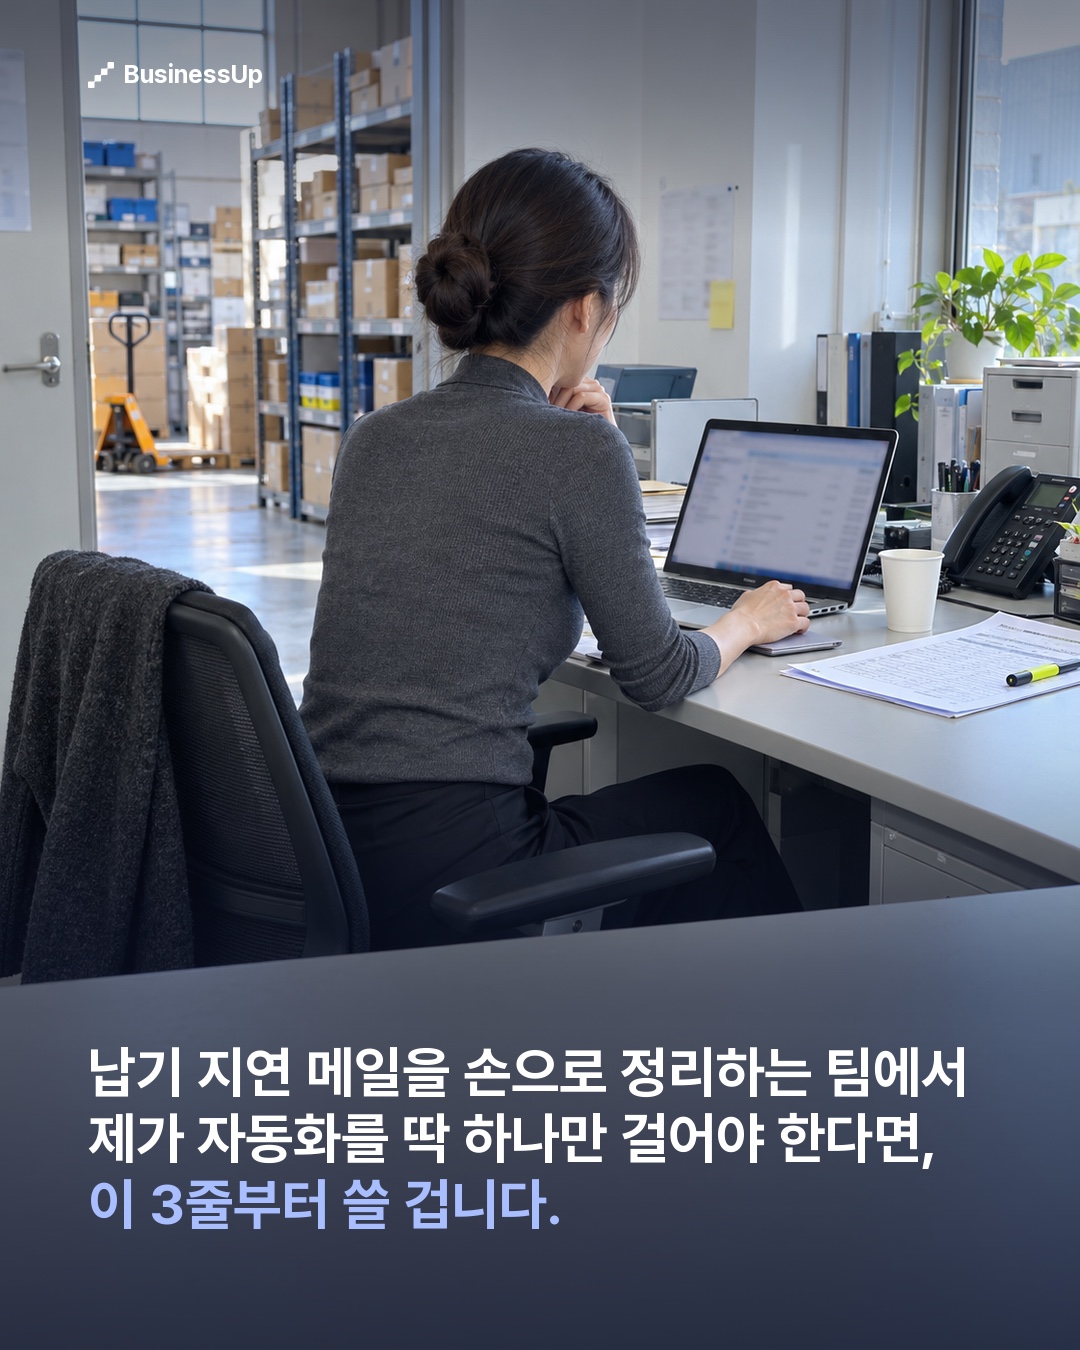 BusinessUp
납기 지연 메일을 손으로 정리하는 팀에서
제가 자동화를 딱 하나만 걸어야 한다면,
이 3줄부터 쓸 겁니다.